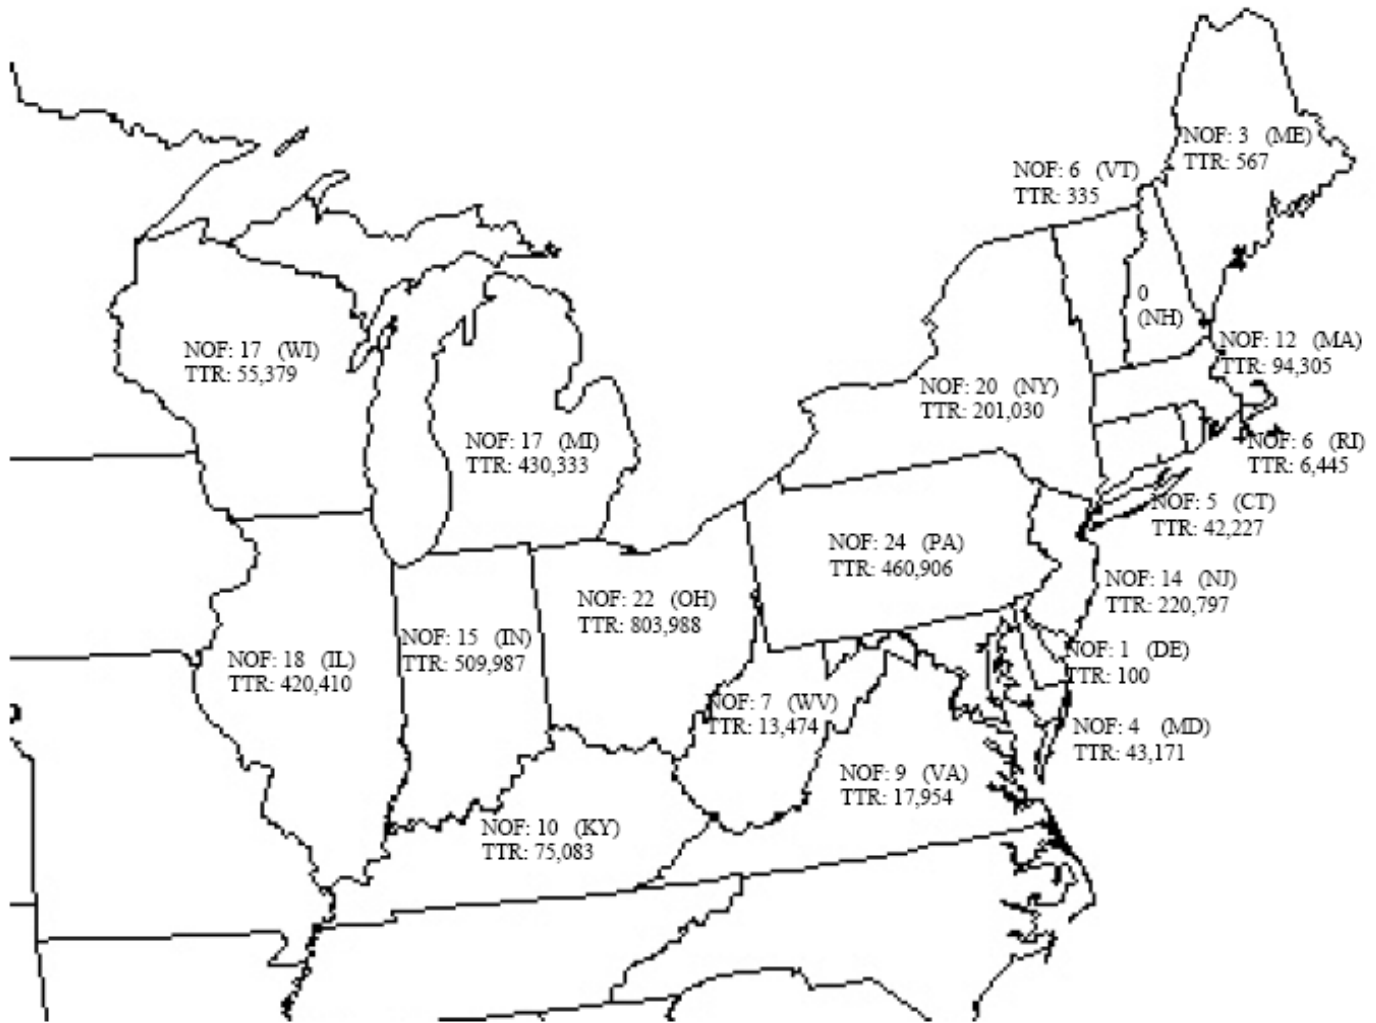 NOF: 3 (ME)
TTR: 567
NOF: 6 (VT)
TTR: 335
0
(NH)
NOF: 12 (MA)
TTR: 94,305
NOF: 17 (WI)
TTR: 55,379
NOF: 20 (NY)
TTR: 201,030
NOF: 17 (MI)
TTR: 430,333
NOF: 6 (RI)
TTR: 6,445
NOF: 5 (CT)
TTR: 42,227
NOF: 24 (PA)
TTR: 460,906
NOF: 14 (NJ)
TTR: 220,797
NOF: 22 (OH)
TTR: 803,988
NOF: 15 (IN)
TTR: 509,987
NOF: 18 (IL)
TTR: 420,410
NOF: 1 (DE)
TTR: 100
NOF: 7 (WV)
TTR: 13,474
NOF: 4 (MD)
TTR: 43,171
NOF: 9 (VA)
TTR: 17,954
NOF: 10 (KY)
TTR: 75,083